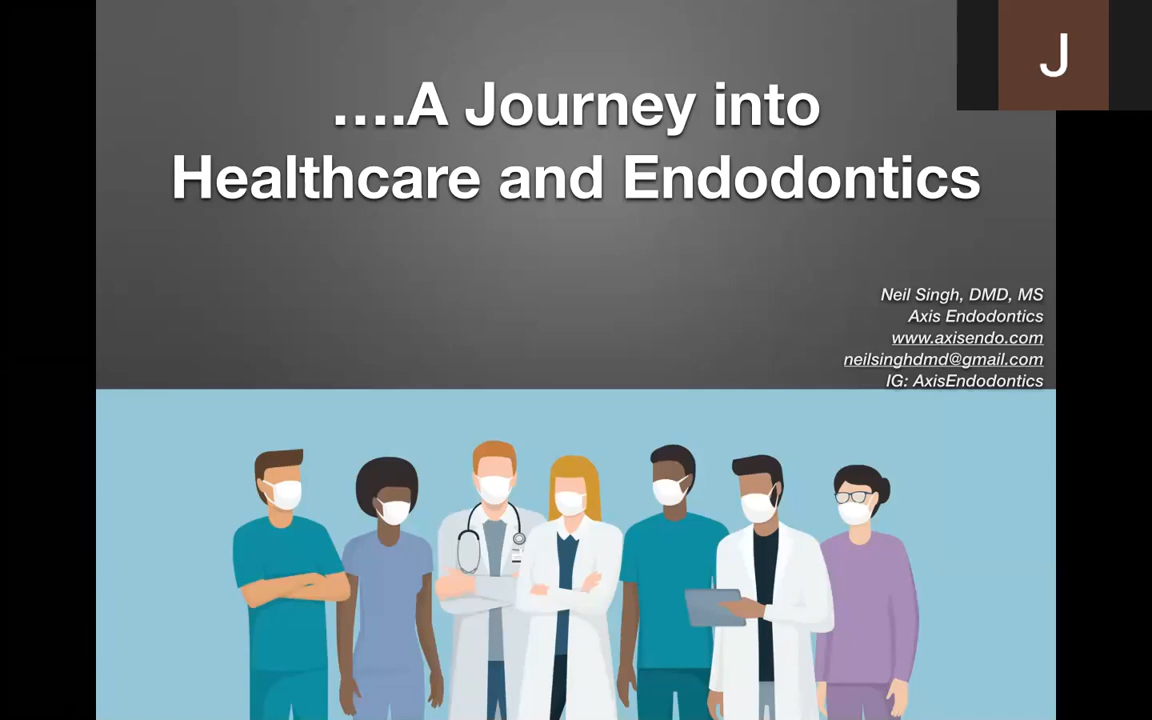 J
....A Journey into
Healthcare and Endodontics
Neil Singh, DMD, MS
Axis Endodontics
www.axisendo.com
neilsinghdmd@gmail.com
IG: AxisEndodontics